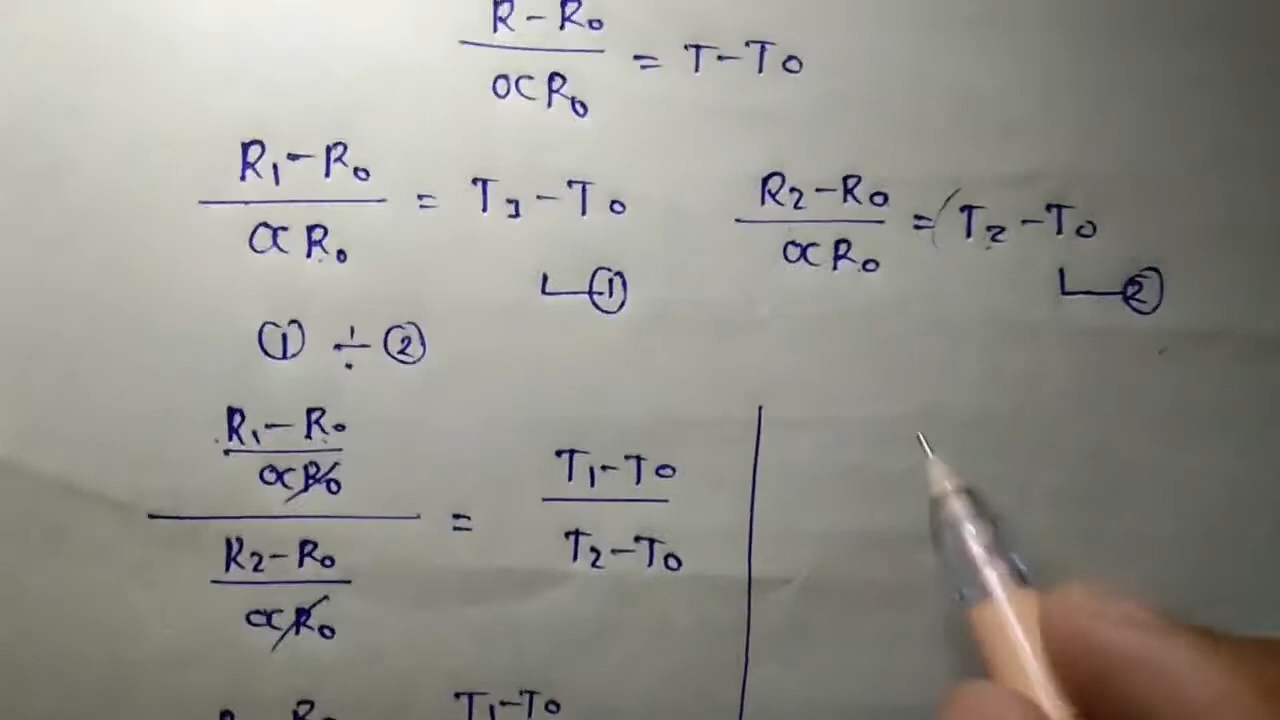 R-R₀ / αR₀ = T-T₀
R₁-R₀ / αR₀ = T₁-T₀ R₂-R₀ / αR₀ = (T₂-T₀
① ②
① ÷ ②
R₁-R₀ / αR₀ / R₂-R₀ / αR₀ = T₁-T₀ / T₂-T₀
R₀ T₁-T₀